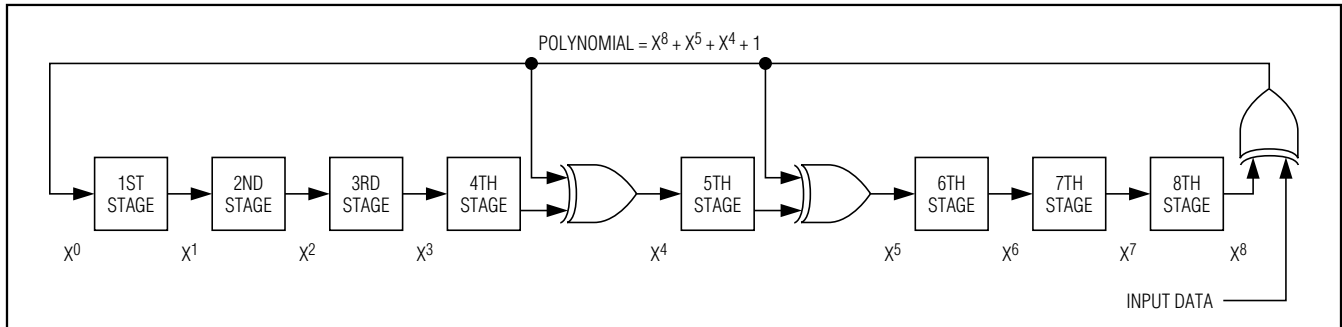 POLYNOMIAL = X⁸ + X⁵ + X⁴ + 1
1ST STAGE
2ND STAGE
3RD STAGE
4TH STAGE
5TH STAGE
6TH STAGE
7TH STAGE
8TH STAGE
X⁰ X¹ X² X³ X⁴ X⁵ X⁶ X⁷ X⁸
INPUT DATA